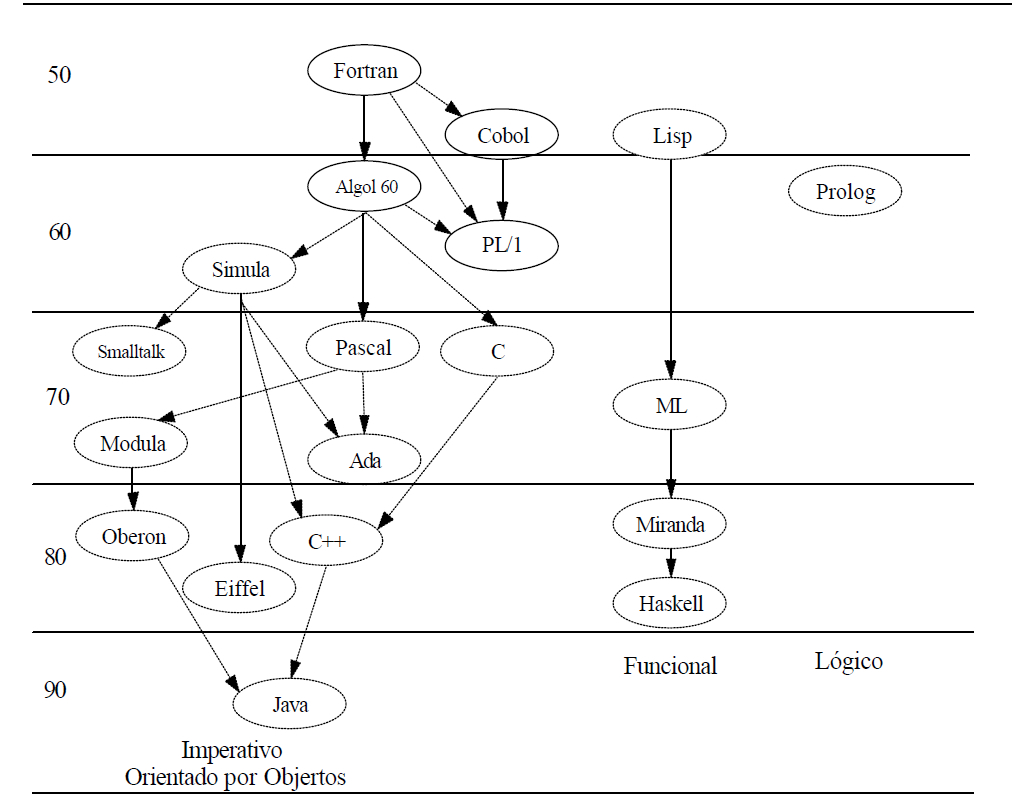 50
Fortran
Cobol
Lisp
Algol 60
Prolog
60
PL/1
Simula
Smalltalk
Pascal
C
70
ML
Modula
Ada
Oberon
C++
Miranda
80
Eiffel
Haskell
Funcional
Lógico
90
Java
Imperativo
Orientado por Objertos